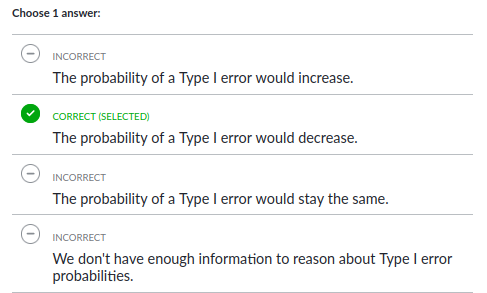 Choose 1 answer:
INCORRECT
The probability of a Type I error would increase.
CORRECT (SELECTED)
The probability of a Type I error would decrease.
INCORRECT
The probability of a Type I error would stay the same.
INCORRECT
We don't have enough information to reason about Type I error
probabilities.